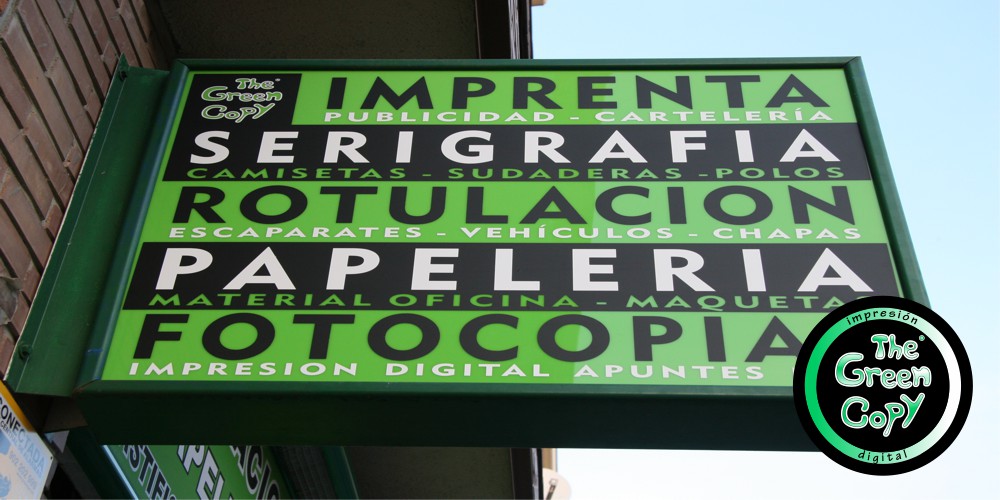 The
Green
Copy
IMPRENTA
PUBLICIDAD - CARTELERÍA
SERIGRAFIA
CAMISETAS - SUDADERAS - POLOS
ROTULACION
ESCAPARATES - VEHÍCULOS - CHAPAS
PAPELERIA
MATERIAL OFICINA - MAQUETAS
FOTOCOPIA
IMPRESION DIGITAL APUNTES
impresión
The
Green
Copy
digital